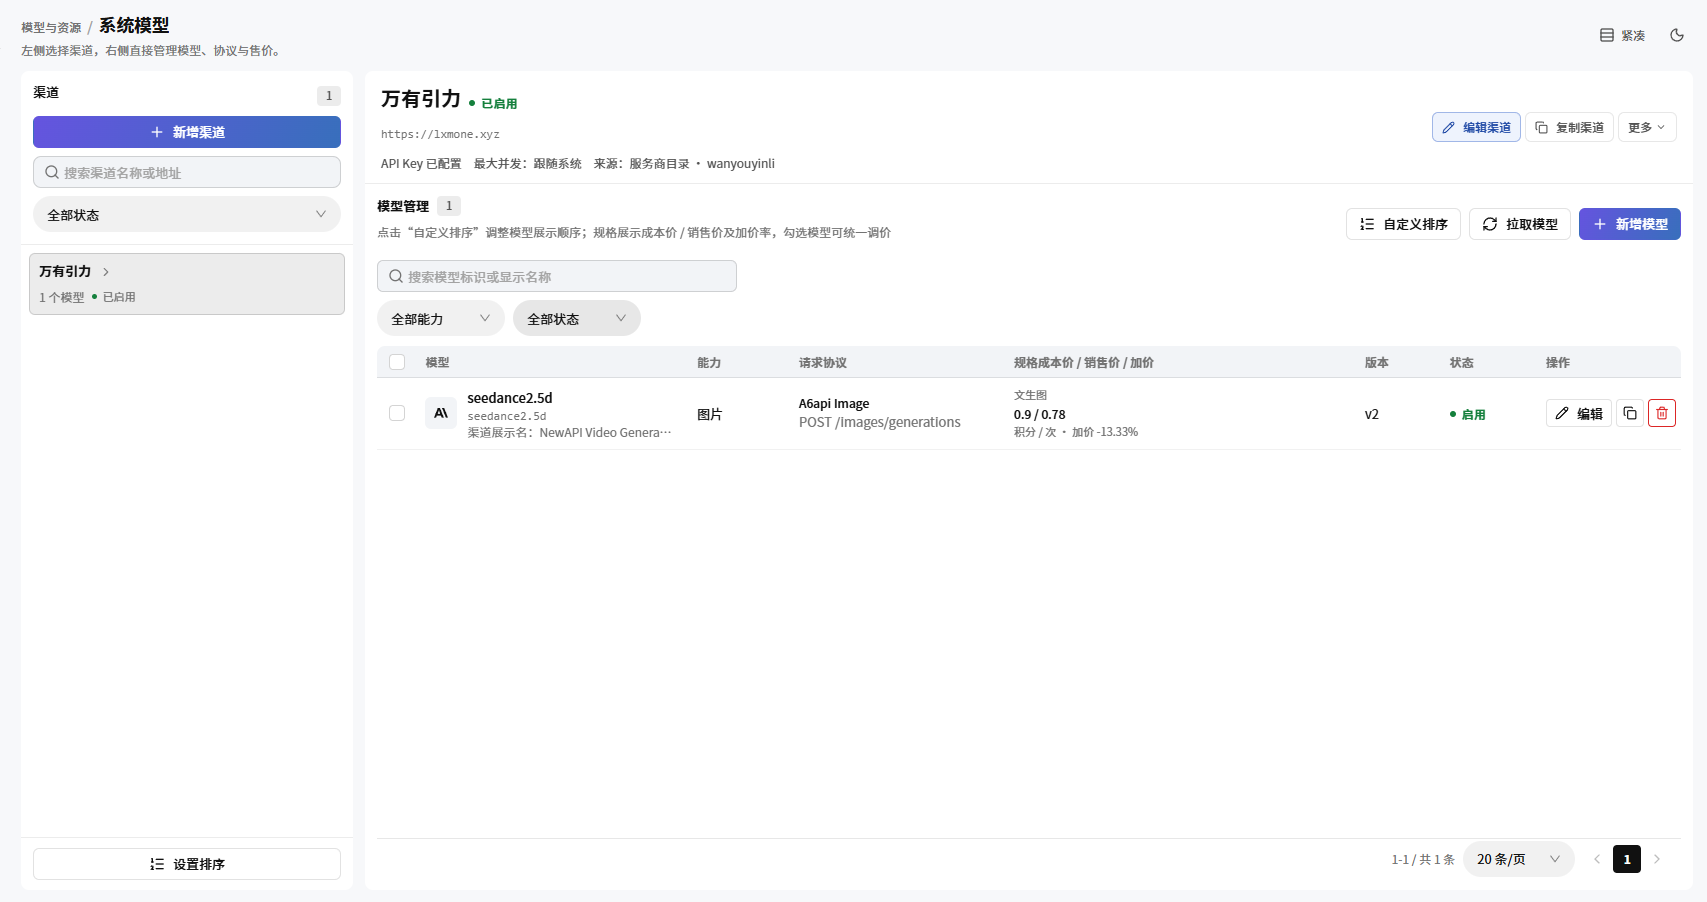 模型与资源 / 系统模型
左侧选择渠道，右侧直接管理模型、协议与售价。
紧凑
渠道
1
新增渠道
搜索渠道名称或地址
全部状态
万有引力
1 个模型 已启用
设置排序
万有引力 已启用
https://lxmone.xyz
API Key 已配置 最大并发：跟随系统 来源：服务商目录 • wanyouyinli
编辑渠道
复制渠道
更多
模型管理 1
点击“自定义排序”调整模型展示顺序；规格展示成本价 / 销售价及加价率，勾选模型可统一调价
自定义排序
拉取模型
新增模型
搜索模型标识或显示名称
全部能力
全部状态
模型 能力 请求协议 规格成本价 / 销售价 / 加价 版本 状态 操作
A\
seedance2.5d
seedance2.5d
渠道展示名：NewAPI Video Genera···
图片
A6api Image
POST /images/generations
文生图
0.9 / 0.78
积分 / 次 • 加价 -13.33%
v2
启用
编辑
1-1 / 共 1 条
20 条/页
1